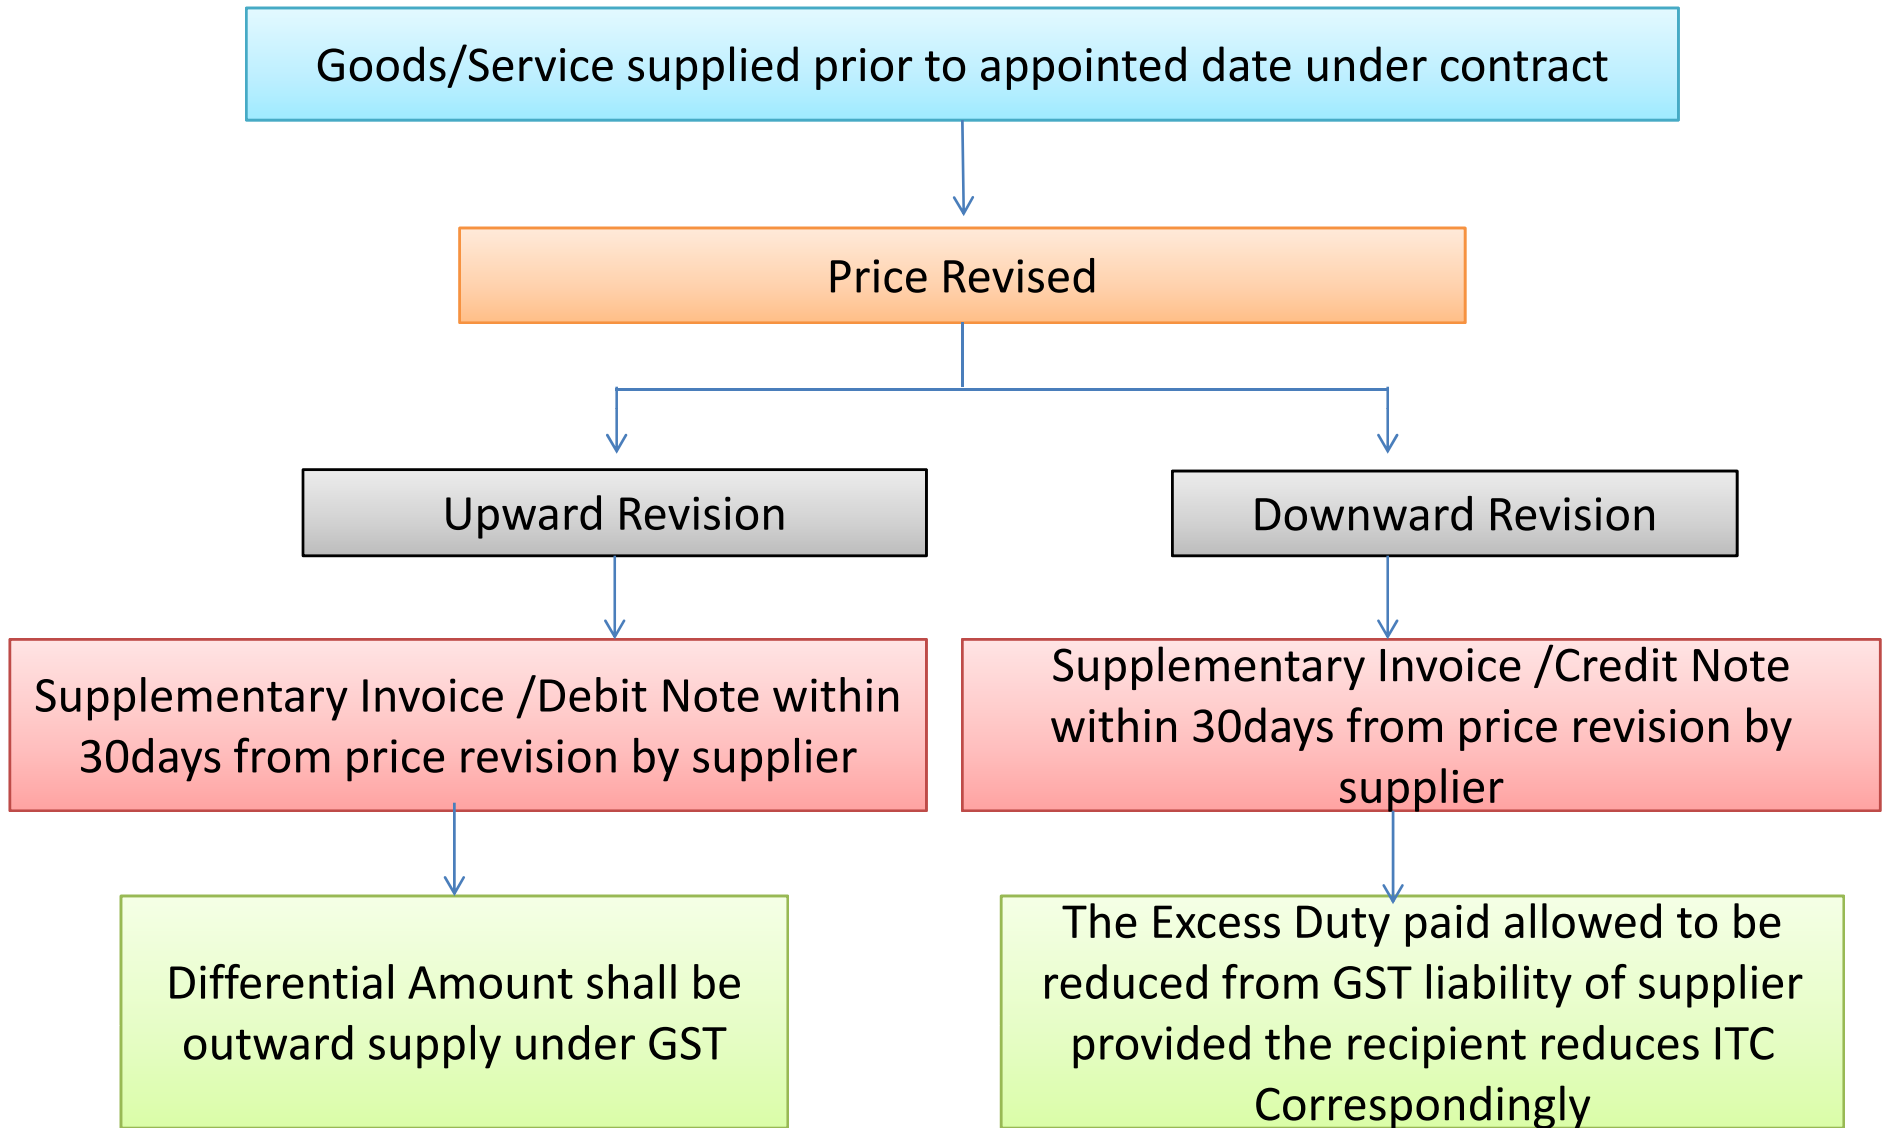 Goods/Service supplied prior to appointed date under contract
Price Revised
Upward Revision
Downward Revision
Supplementary Invoice /Debit Note within
30days from price revision by supplier
Supplementary Invoice /Credit Note
within 30days from price revision by
supplier
Differential Amount shall be
outward supply under GST
The Excess Duty paid allowed to be
reduced from GST liability of supplier
provided the recipient reduces ITC
Correspondingly